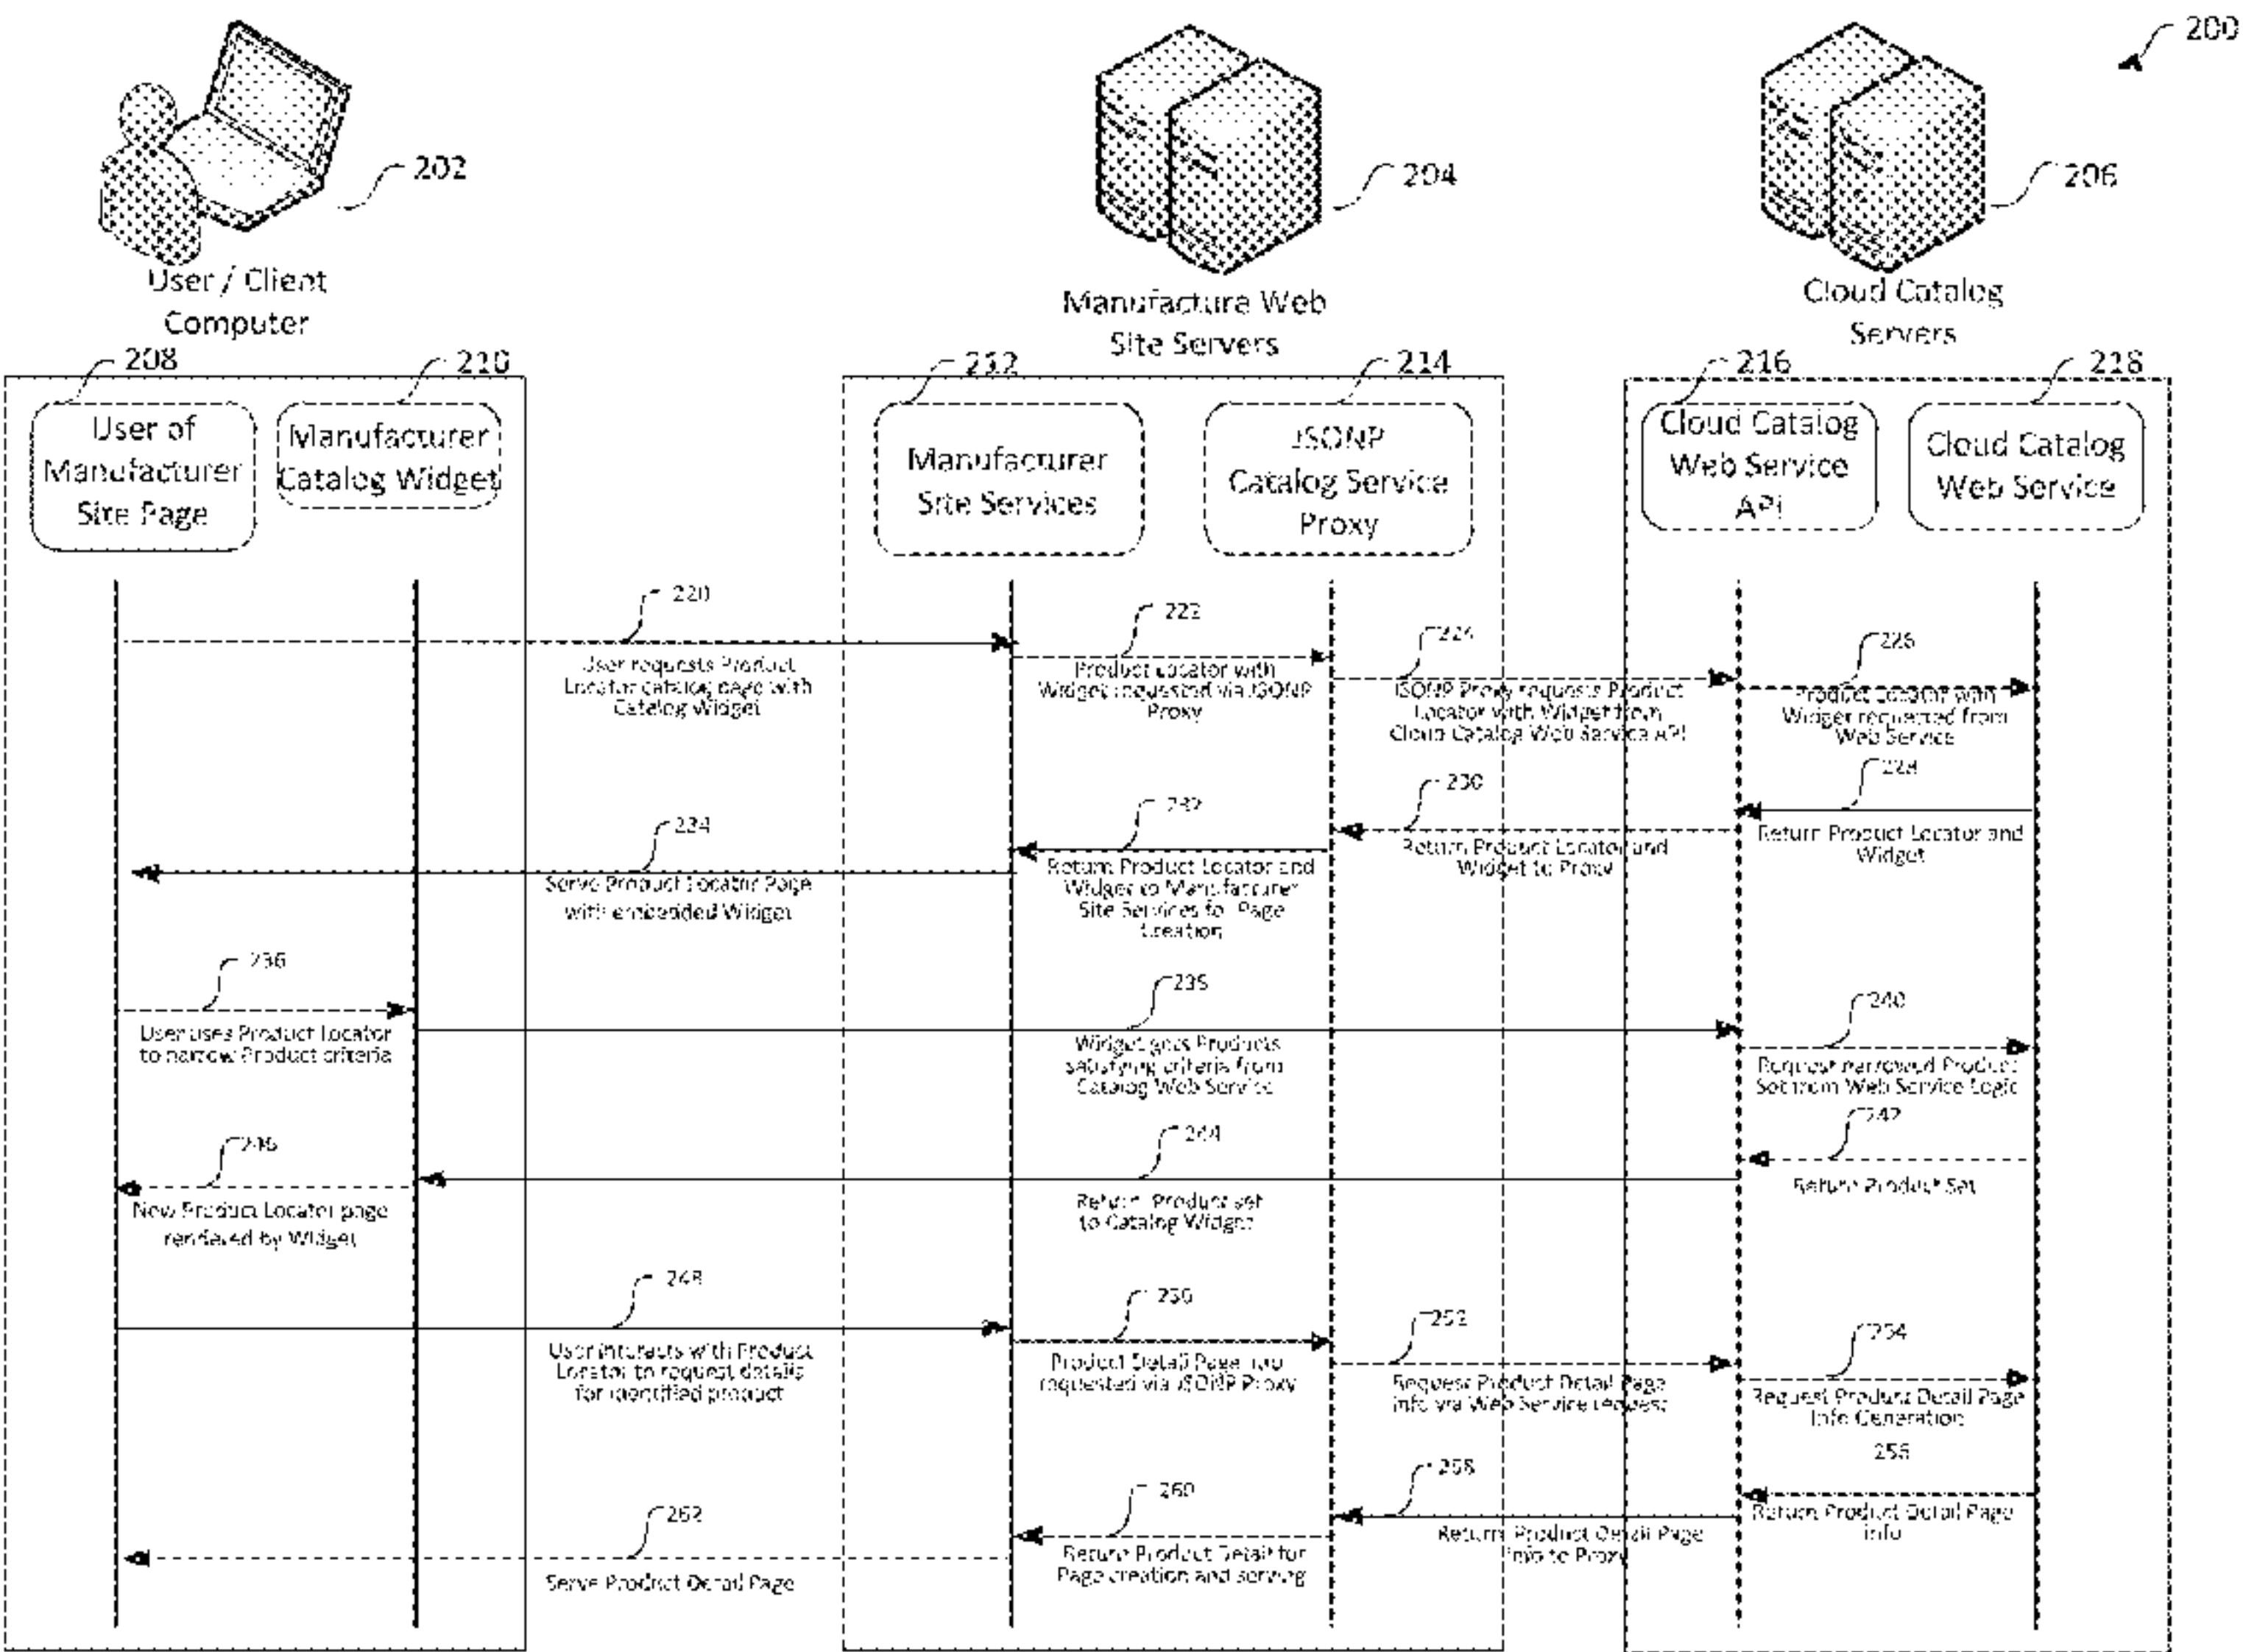 200
202
204
206
User / Client
Computer
Manufactura Web
Site Servers
Cloud Catalog
Servers
208
210
212
214
216
218
User of
Manufacturer
Site Page
Manufacturer
Catalog Widget
Manufacturer
Site Services
JSONP
Catalog Service
Proxy
Cloud Catalog
Web Service
API
Cloud Catalog
Web Service
220
User requests Product
Locator catalog page with
Catalog Widget
222
Product Locator with
Widget requested via JSONP
Proxy
224
JSONP Proxy requests Product
Locator with Widget from
Cloud Catalog Web Service API
226
Product Locator with
Widget requested from
Web Service
228
Return Product Locator and
Widget
230
Return Product Locator and
Widget to Proxy
232
Return Product Locator and
Widget to Manufacturer
Site Services for Page
Creation
234
Serve Product Locator Page
with embedded Widget
236
User uses Product Locator
to narrow Product criteria
238
Widget gets Products
satisfying criteria from
Catalog Web Service
240
Request narrowed Product
Set from Web Service Logic
242
Return Product Set
244
Return Product set
to Catalog Widget
246
New Product Locator page
rendered by Widget
248
User interacts with Product
Locator to request details
for identified product
250
Product Detail Page info
requested via JSONP Proxy
252
Request Product Detail Page
info via Web Service request
254
Request Product Detail Page
Info Generation
256
Return Product Detail Page
info
258
Return Product Detail Page
info to Proxy
260
Return Product Detail for
Page creation and serving
262
Serve Product Detail Page